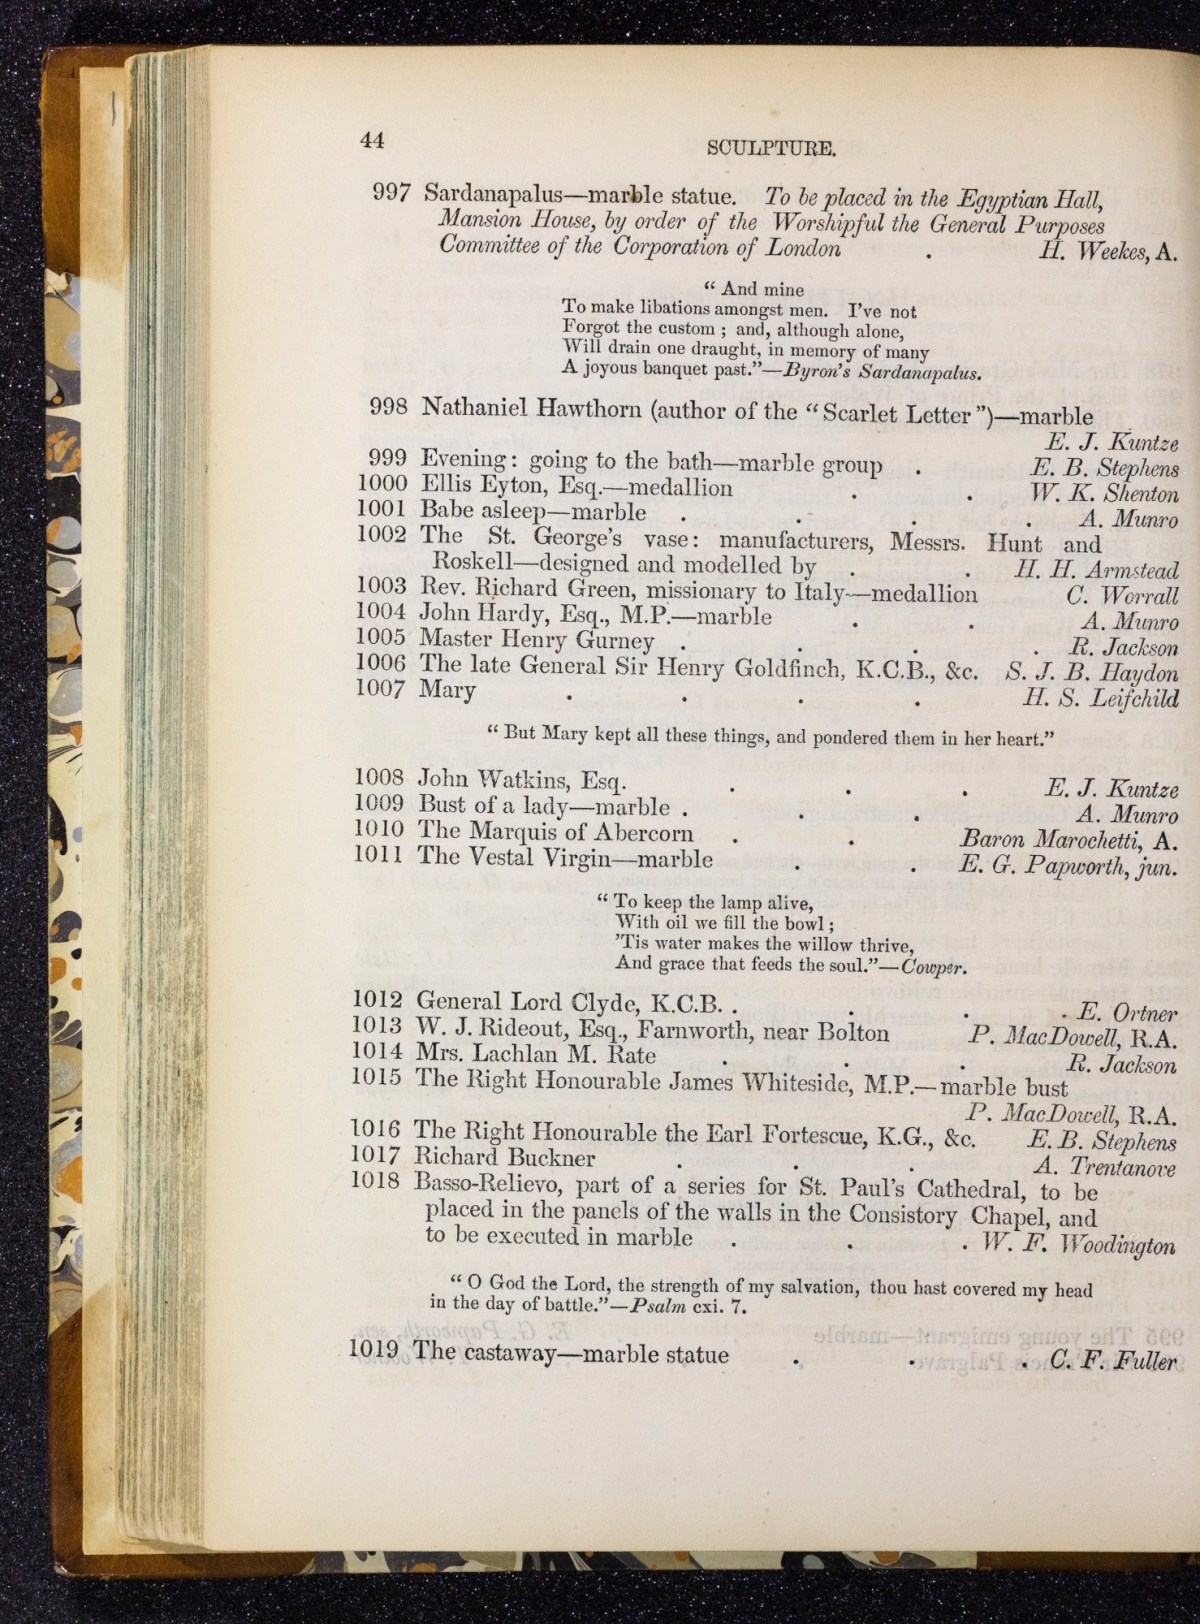 44
SCULPTURE.
997 Sardanapalus—marble statue. To be placed in the Egyptian Hall,
Mansion House, by order of the Worshipful the General Purposes
Committee of the Corporation of London . H. Weekes, A.
“ And mine
To make libations amongst men. I've not
Forgot the custom ; and, although alone,
Will drain one draught, in memory of many
A joyous banquet past.”—Byron's Sardanapalus.
998 Nathaniel Hawthorn (author of the “ Scarlet Letter ”)—marble
E. J. Kuntze
999 Evening : going to the bath—marble group . E. B. Stephens
1000 Ellis Eyton, Esq.—medallion . . W. K. Shenton
1001 Babe asleep—marble . . . . A. Munro
1002 The St. George's vase : manufacturers, Messrs. Hunt and
Roskell—designed and modelled by . . H. H. Armstead
1003 Rev. Richard Green, missionary to Italy—medallion C. Worrall
1004 John Hardy, Esq., M.P.—marble . . A. Munro
1005 Master Henry Gurney . . . . R. Jackson
1006 The late General Sir Henry Goldfinch, K.C.B., &c. S. J. B. Haydon
1007 Mary . . . . H. S. Leifchild
“ But Mary kept all these things, and pondered them in her heart.”
1008 John Watkins, Esq. . . . E. J. Kuntze
1009 Bust of a lady—marble . . . A. Munro
1010 The Marquis of Abercorn . . Baron Marochetti, A.
1011 The Vestal Virgin—marble . . E. G. Papworth, jun.
“ To keep the lamp alive,
With oil we fill the bowl ;
'Tis water makes the willow thrive,
And grace that feeds the soul.”—Cowper.
1012 General Lord Clyde, K.C.B. . . . . E. Ortner
1013 W. J. Rideout, Esq., Farnworth, near Bolton P. MacDowell, R.A.
1014 Mrs. Lachlan M. Rate . . . R. Jackson
1015 The Right Honourable James Whiteside, M.P.—marble bust
P. MacDowell, R.A.
1016 The Right Honourable the Earl Fortescue, K.G., &c. E. B. Stephens
1017 Richard Buckner . . . A. Trentanove
1018 Basso-Relievo, part of a series for St. Paul's Cathedral, to be
placed in the panels of the walls in the Consistory Chapel, and
to be executed in marble . . . W. F. Woodington
“ O God the Lord, the strength of my salvation, thou hast covered my head
in the day of battle.”—Psalm cxi. 7.
1019 The castaway—marble statue . . . C. F. Fuller